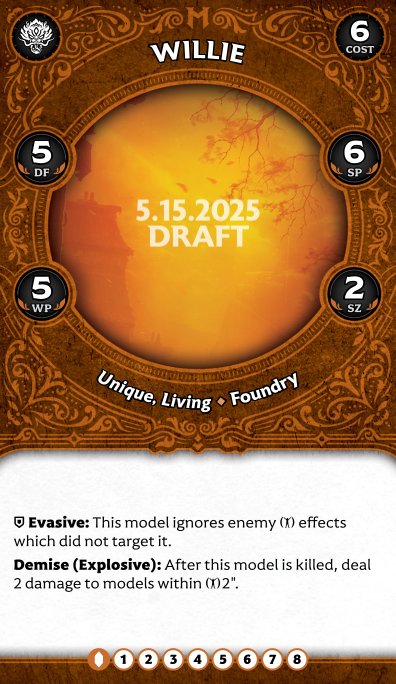 WILLIE
6
COST
5
DF
6
SP
5.15.2025
DRAFT
5
WP
2
SZ
Unique, Living ⬥ Foundry
Evasive: This model ignores enemy () effects
which did not target it.
Demise (Explosive): After this model is killed, deal
2 damage to models within ()2".
1 2 3 4 5 6 7 8